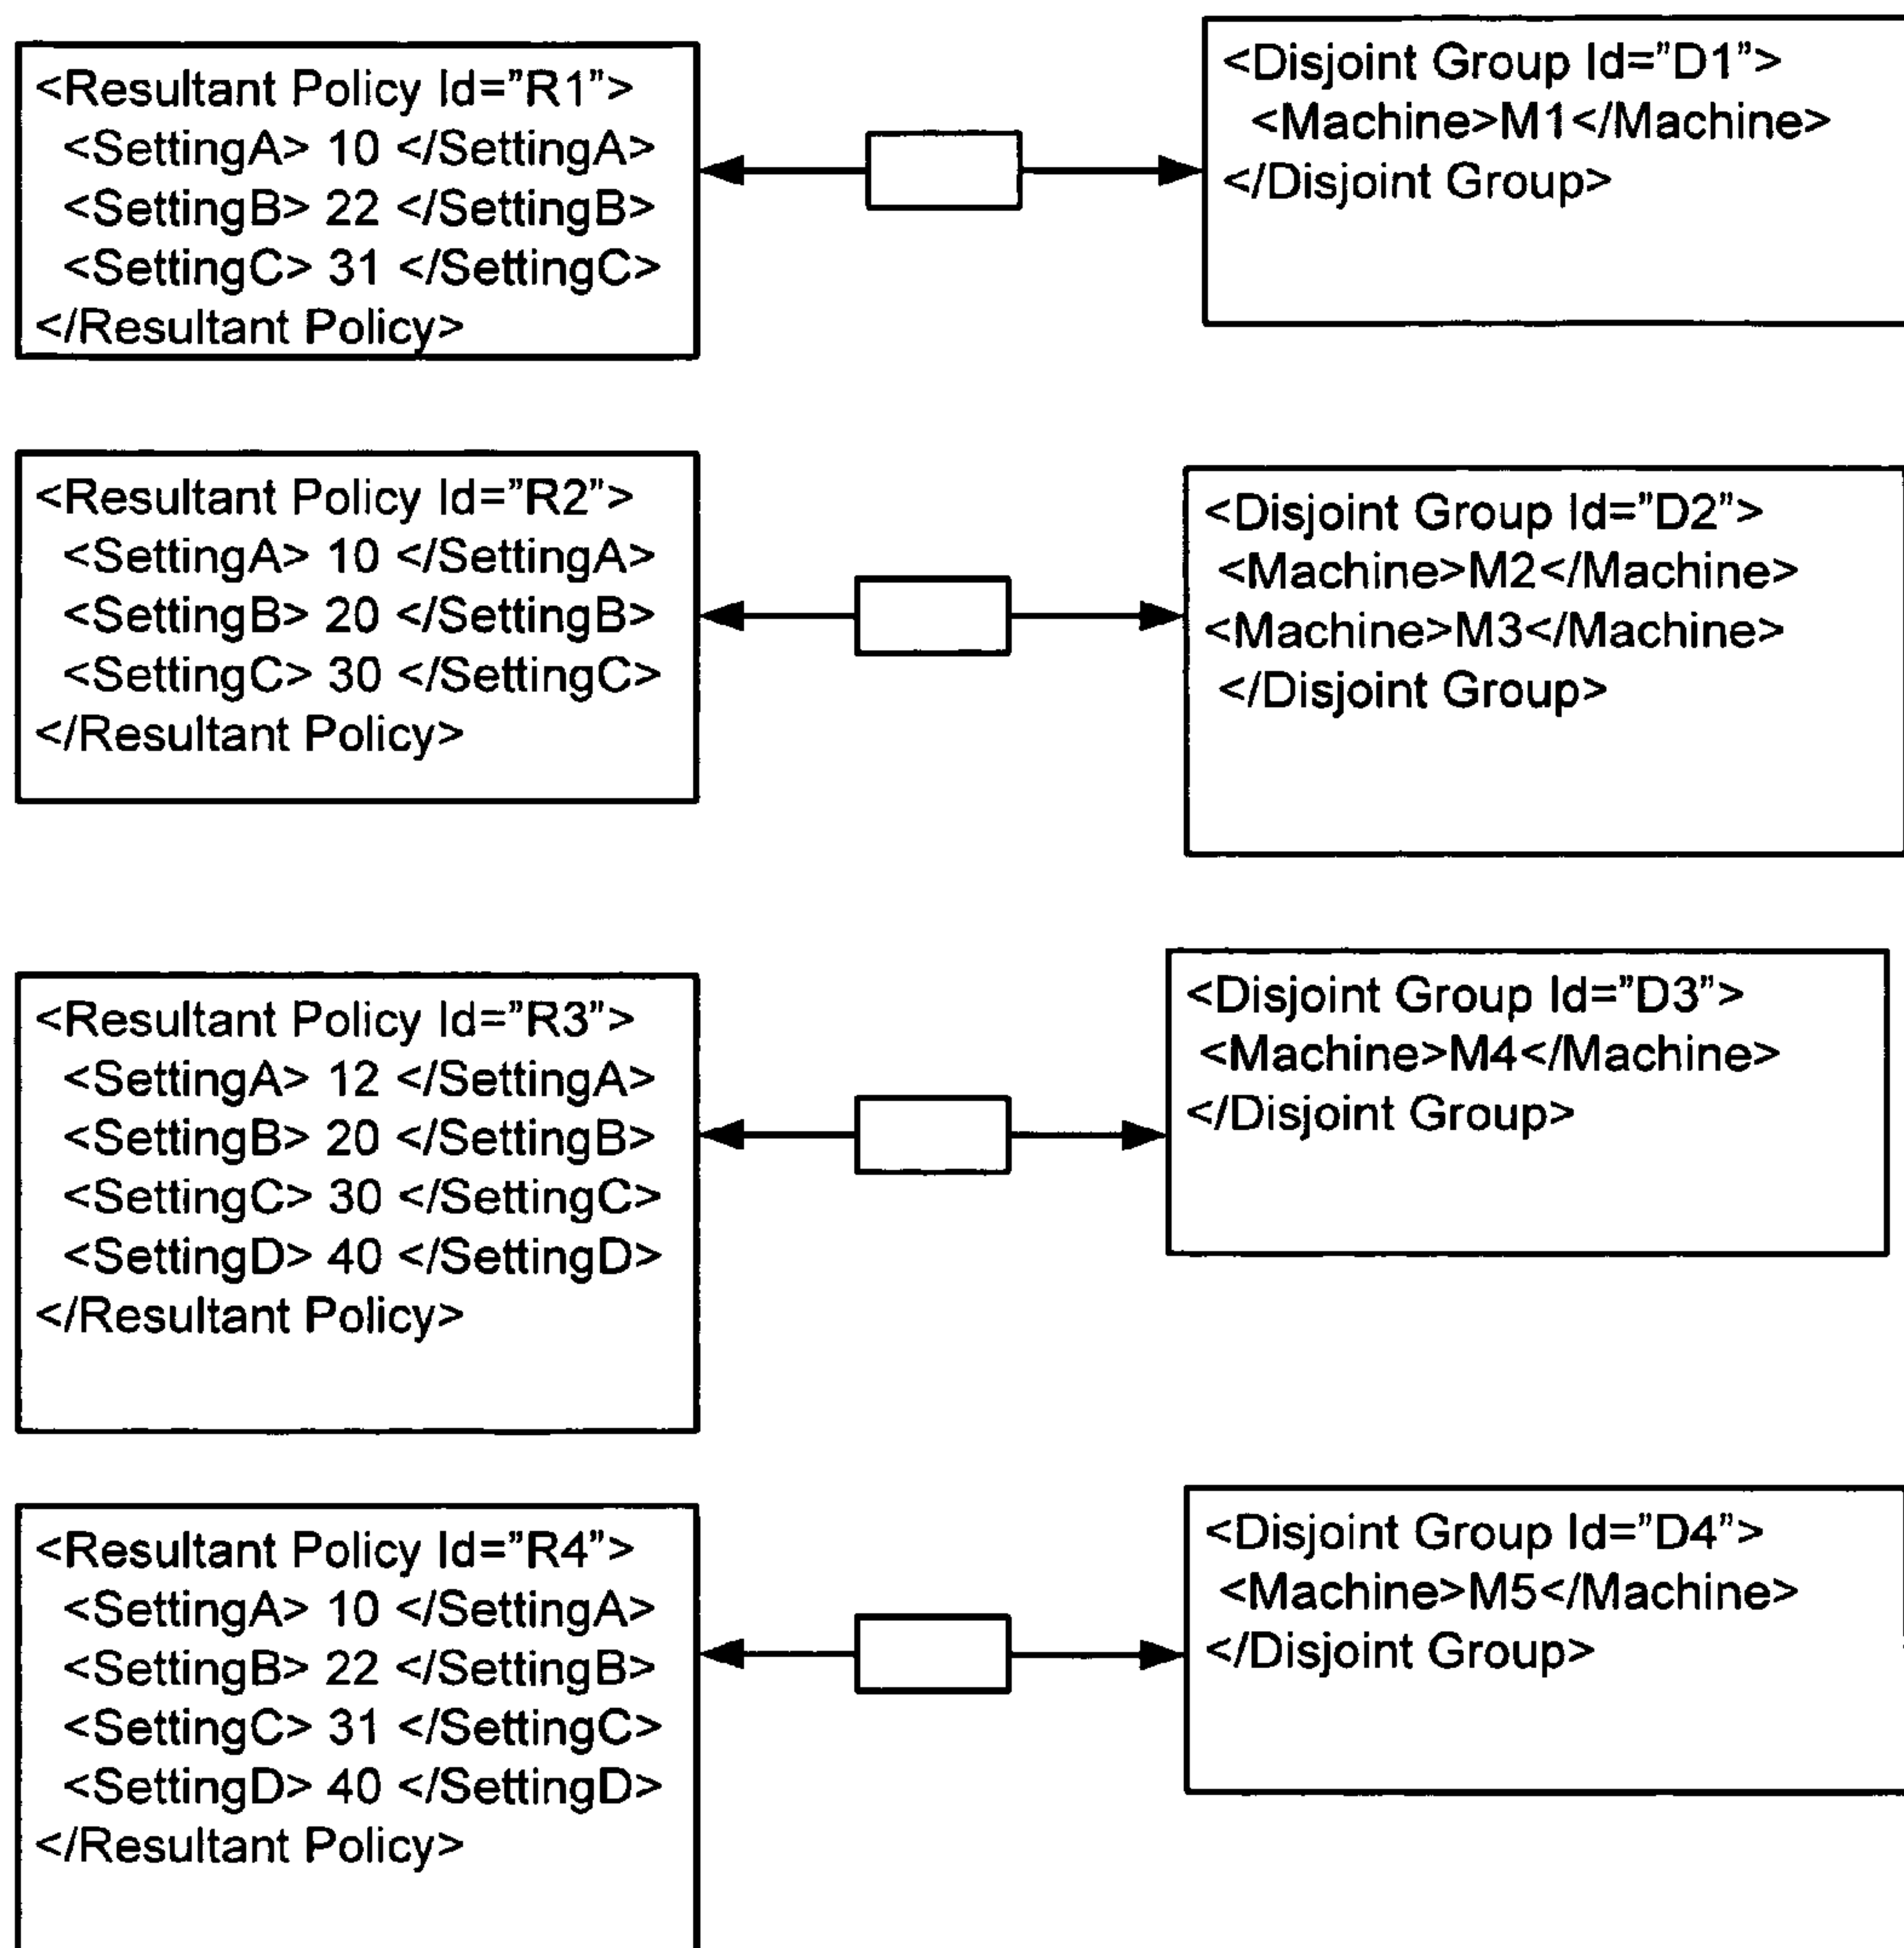 <Resultant Policy Id=”R1”>
<SettingA> 10 </SettingA>
<SettingB> 22 </SettingB>
<SettingC> 31 </SettingC>
</Resultant Policy>
<Disjoint Group Id=”D1”>
<Machine>M1</Machine>
</Disjoint Group>
<Resultant Policy Id=”R2”>
<SettingA> 10 </SettingA>
<SettingB> 20 </SettingB>
<SettingC> 30 </SettingC>
</Resultant Policy>
<Disjoint Group Id=”D2”>
<Machine>M2</Machine>
<Machine>M3</Machine>
</Disjoint Group>
<Resultant Policy Id=”R3”>
<SettingA> 12 </SettingA>
<SettingB> 20 </SettingB>
<SettingC> 30 </SettingC>
<SettingD> 40 </SettingD>
</Resultant Policy>
<Disjoint Group Id=”D3”>
<Machine>M4</Machine>
</Disjoint Group>
<Resultant Policy Id=”R4”>
<SettingA> 10 </SettingA>
<SettingB> 22 </SettingB>
<SettingC> 31 </SettingC>
<SettingD> 40 </SettingD>
</Resultant Policy>
<Disjoint Group Id=”D4”>
<Machine>M5</Machine>
</Disjoint Group>